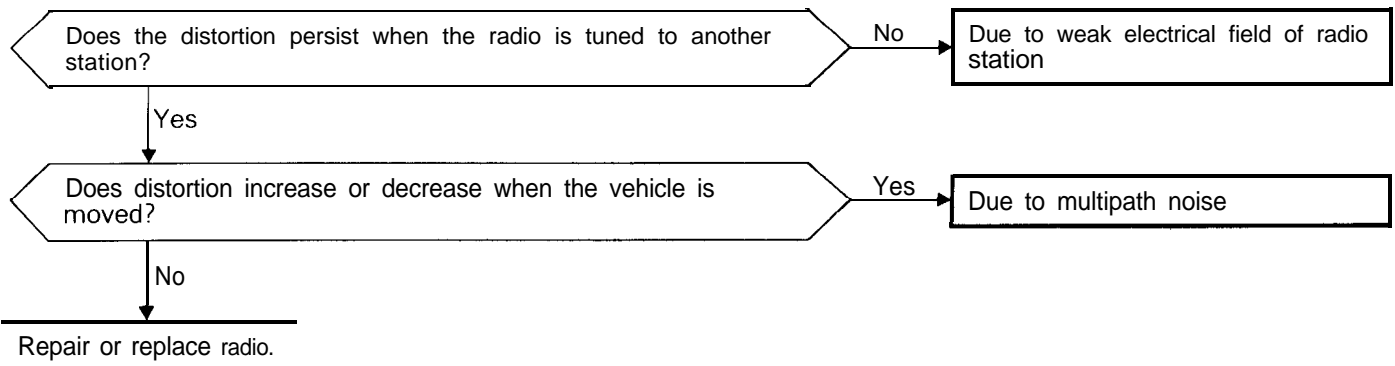 Does the distortion persist when the radio is tuned to another
station?
No
Due to weak electrical field of radio
station
Yes
Does distortion increase or decrease when the vehicle is
moved?
Yes
Due to multipath noise
No
Repair or replace radio.